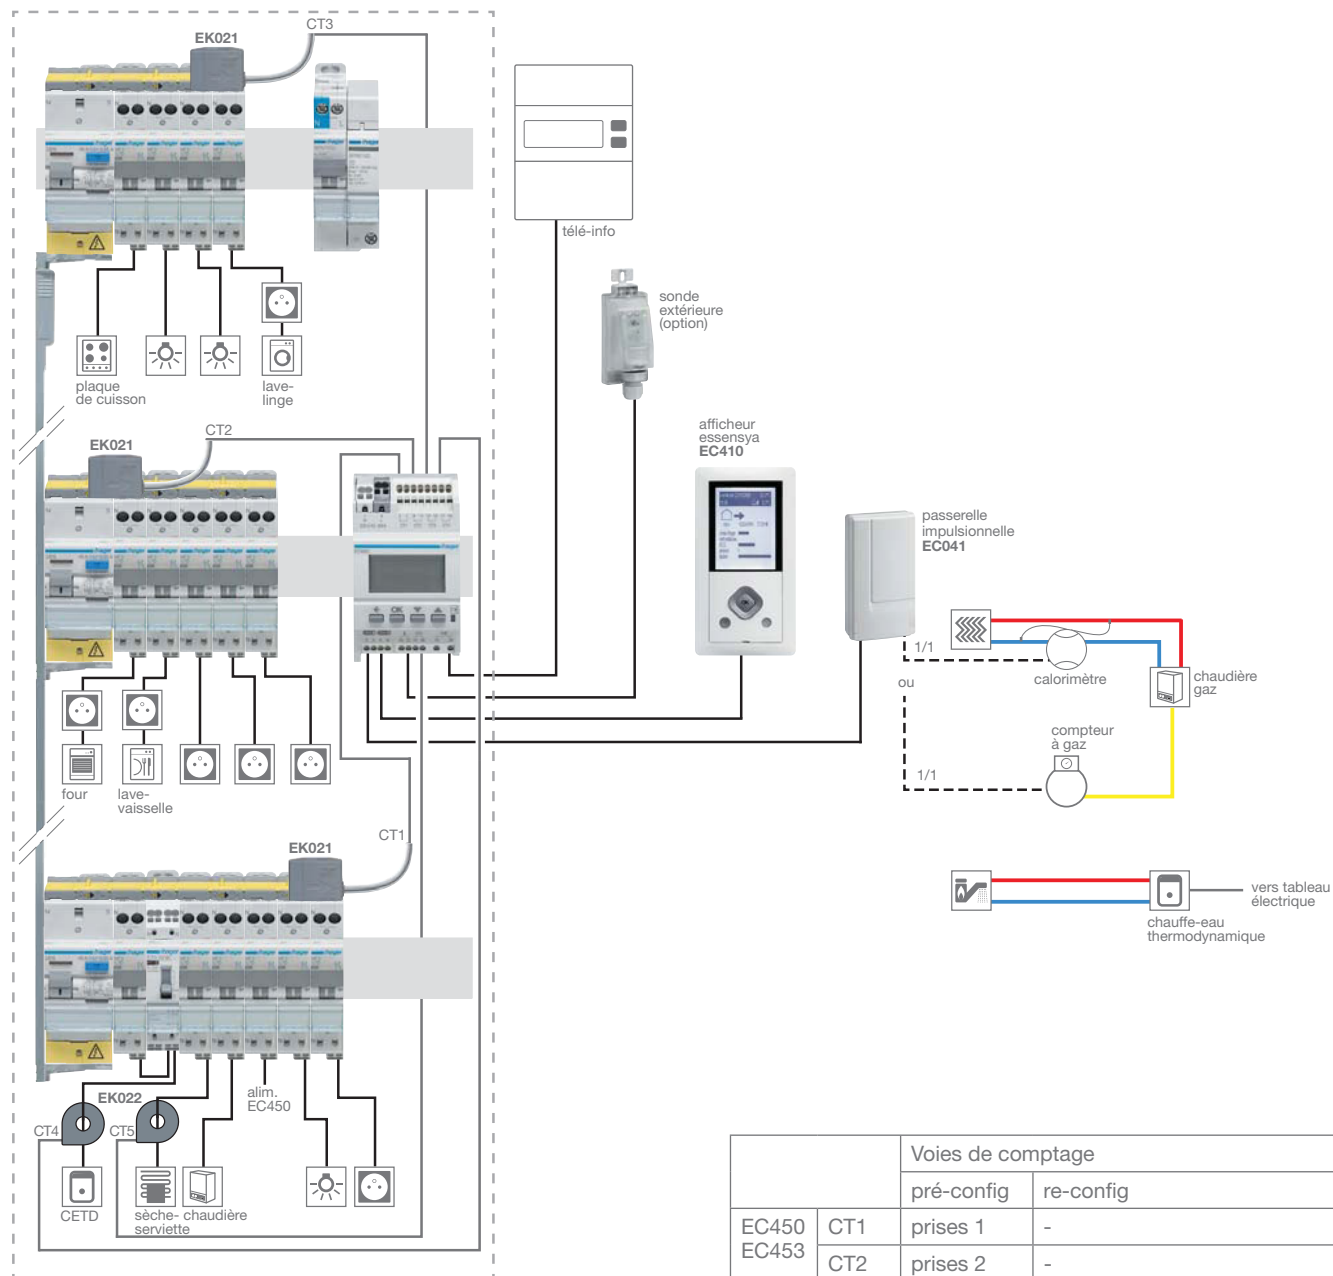 CT3
EK021
télé-info
sonde
extérieure
(option)
plaque
de cuisson
lave-
linge
CT2
EK021
afficheur
essensya
EC410
passerelle
impulsionnelle
EC041
1/1
ou
calorimètre
chaudière
gaz
compteur
à gaz
1/1
four
lave-
vaisselle
CT1
EK021
vers tableau
électrique
chauffe-eau
thermodynamique
EK022
alim.
EC450
CT4
CT5
CETD
sèche-
serviette
chaudière
hager
OK
Voies de comptage
pré-config re-config
EC450 CT1 prises 1 -
EC453
CT2 prises 2 -